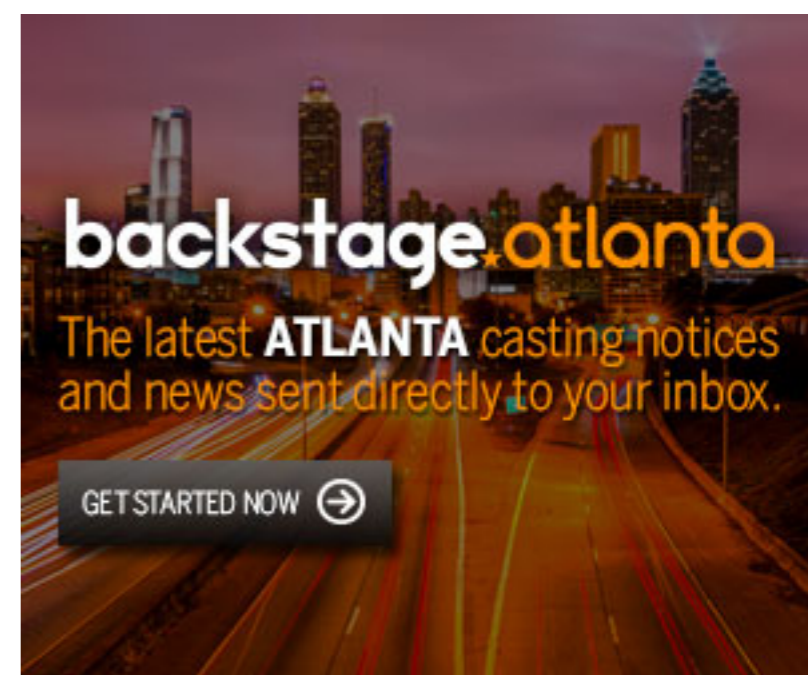 backstage.atlanta
The latest ATLANTA casting notices
and news sent directly to your inbox.
GET STARTED NOW